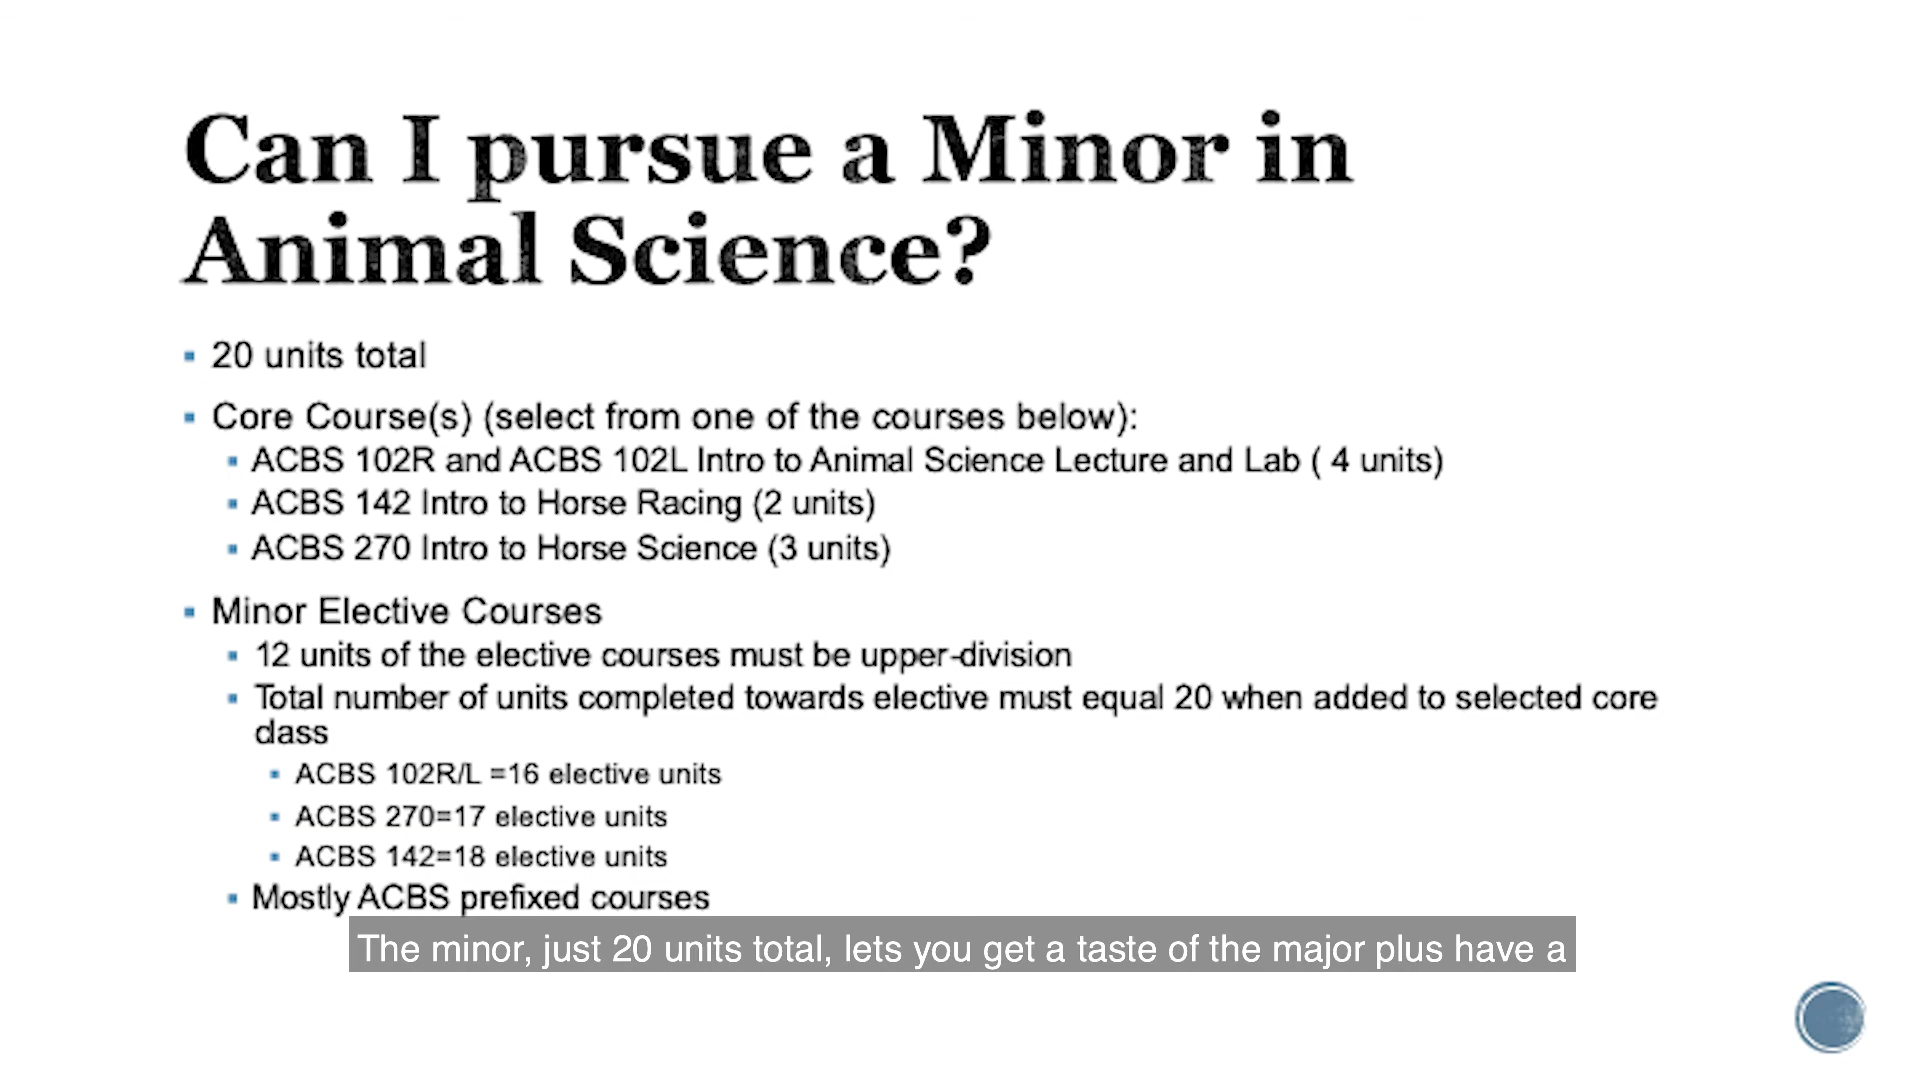 Can I pursue a Minor in
Animal Science?
20 units total
Core Course(s) (select from one of the courses below):
ACBS 102R and ACBS 102L Intro to Animal Science Lecture and Lab ( 4 units)
ACBS 142 Intro to Horse Racing (2 units)
ACBS 270 Intro to Horse Science (3 units)
Minor Elective Courses
12 units of the elective courses must be upper-division
Total number of units completed towards elective must equal 20 when added to selected core
class
ACBS 102R/L =16 elective units
ACBS 270=17 elective units
ACBS 142=18 elective units
Mostly ACBS prefixed courses
The minor, just 20 units total, lets you get a taste of the major plus have a